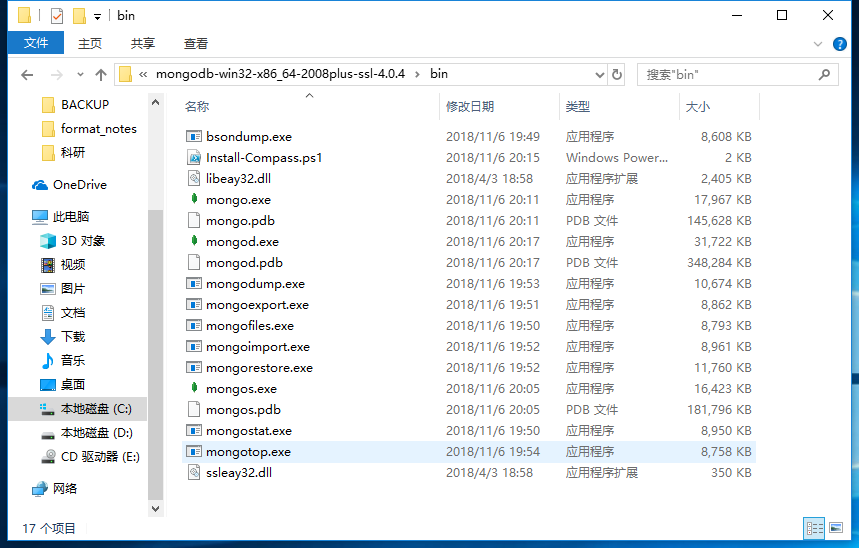 bin
文件 主页 共享 查看
« mongodb-win32-x86_64-2008plus-ssl-4.0.4 › bin 搜索"bin"
BACKUP
format_notes
科研
OneDrive
此电脑
3D 对象
视频
图片
文档
下载
音乐
桌面
本地磁盘 (C:)
本地磁盘 (D:)
CD 驱动器 (E:)
网络
名称 修改日期 类型 大小
bsondump.exe 2018/11/6 19:49 应用程序 8,608 KB
Install-Compass.ps1 2018/11/6 20:15 Windows Power... 2 KB
libeay32.dll 2018/4/3 18:58 应用程序扩展 2,405 KB
mongo.exe 2018/11/6 20:11 应用程序 17,967 KB
mongo.pdb 2018/11/6 20:11 PDB 文件 145,628 KB
mongod.exe 2018/11/6 20:17 应用程序 31,722 KB
mongod.pdb 2018/11/6 20:17 PDB 文件 348,284 KB
mongodump.exe 2018/11/6 19:53 应用程序 10,674 KB
mongoexport.exe 2018/11/6 19:51 应用程序 8,862 KB
mongofiles.exe 2018/11/6 19:50 应用程序 8,793 KB
mongoimport.exe 2018/11/6 19:52 应用程序 8,961 KB
mongorestore.exe 2018/11/6 19:52 应用程序 11,760 KB
mongos.exe 2018/11/6 20:05 应用程序 16,423 KB
mongos.pdb 2018/11/6 20:05 PDB 文件 181,796 KB
mongostat.exe 2018/11/6 19:50 应用程序 8,950 KB
mongotop.exe 2018/11/6 19:54 应用程序 8,758 KB
ssleay32.dll 2018/4/3 18:58 应用程序扩展 350 KB
17 个项目